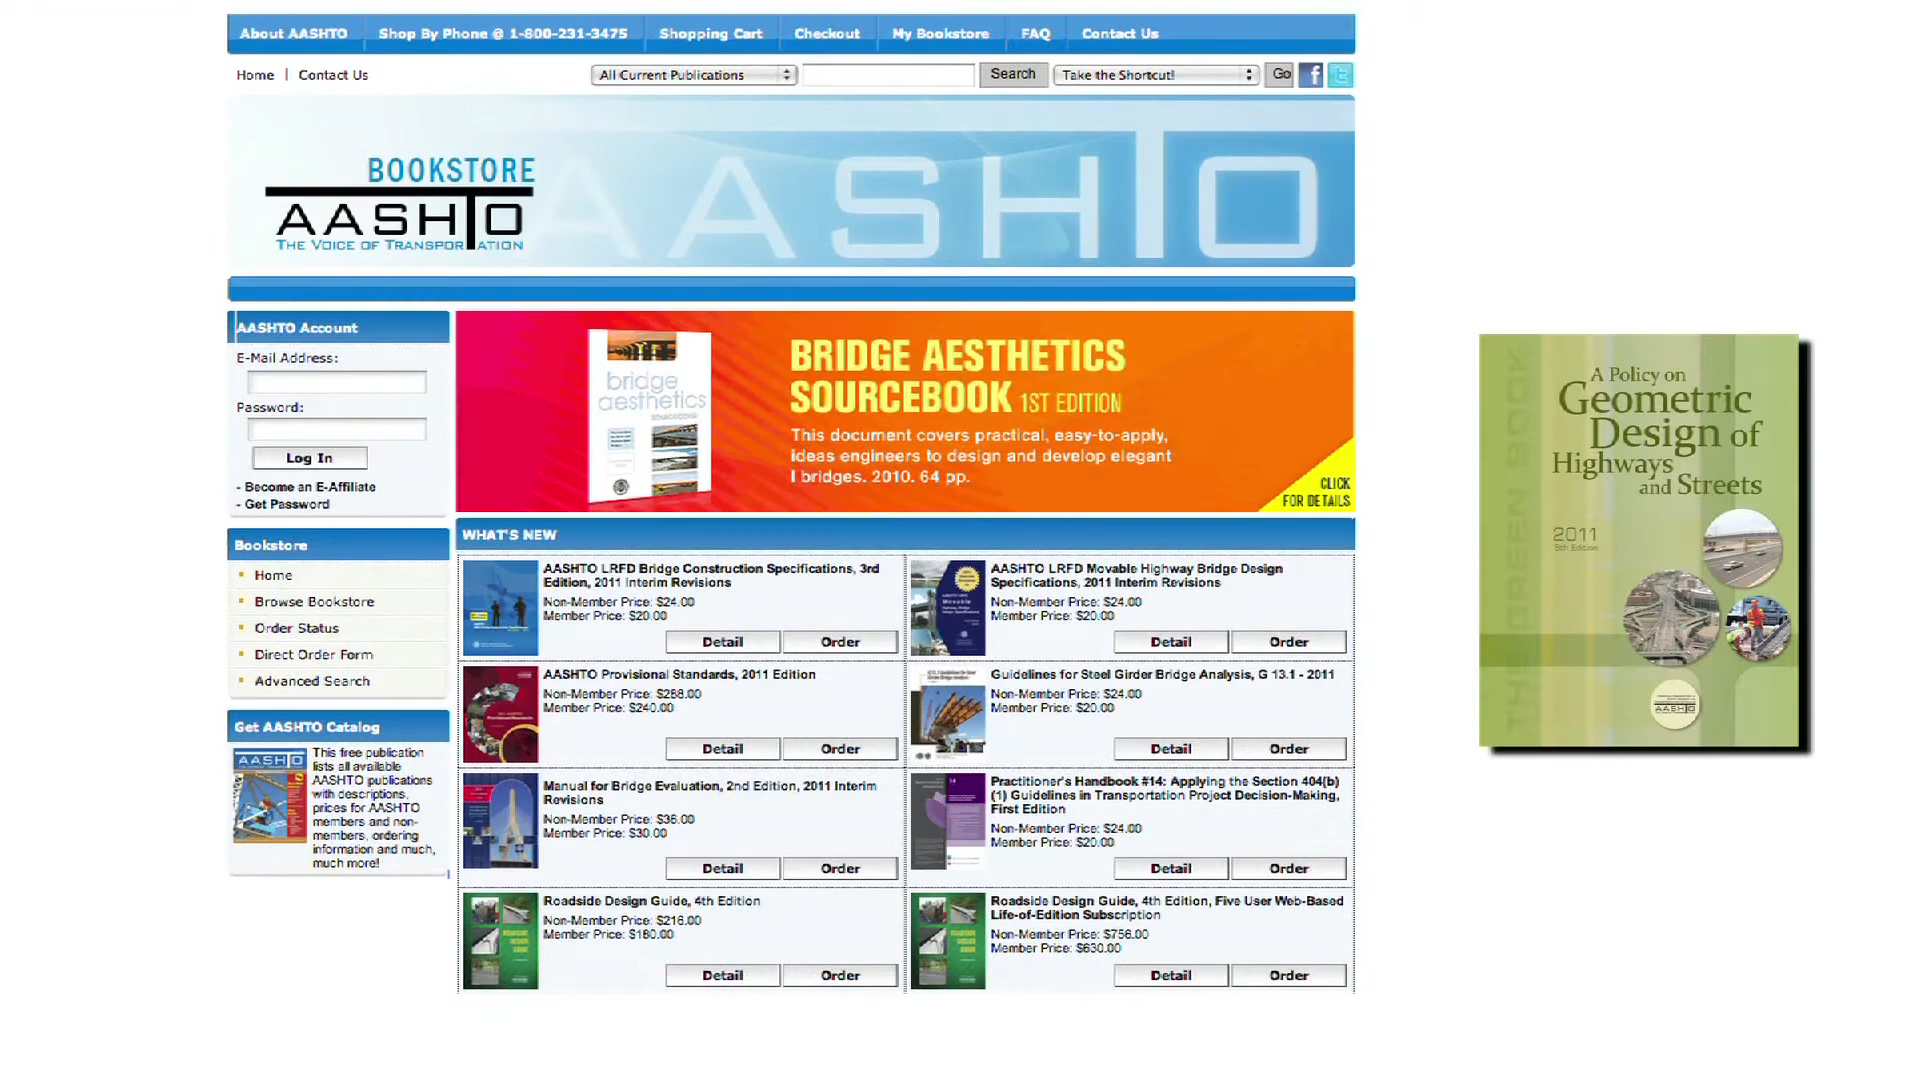 About AASHTO Shop By Phone @ 1-800-231-3475 Shopping Cart Checkout My Bookstore FAQ Contact Us
Home | Contact Us All Current Publications Search Take the Shortcut! Go
BOOKSTORE
AASHTO
THE VOICE OF TRANSPORTATION
AASHTO
AASHTO Account
E-Mail Address:
Password:
Log In
- Become an E-Affiliate
- Get Password
Bookstore
Home
Browse Bookstore
Order Status
Direct Order Form
Advanced Search
Get AASHTO Catalog
AASHTO
This free publication
lists all available
AASHTO publications
with descriptions,
prices for AASHTO
members and non-
members, ordering
information and much,
much more!
bridge
aesthetics
sourcebook
BRIDGE AESTHETICS
SOURCEBOOK 1ST EDITION
This document covers practical, easy-to-apply,
ideas engineers to design and develop elegant
l bridges. 2010. 64 pp.
CLICK
FOR DETAILS
WHAT'S NEW
AASHTO LRFD Bridge Construction Specifications, 3rd
Edition, 2011 Interim Revisions
Non-Member Price: $24.00
Member Price: $20.00
Detail Order
AASHTO LRFD Movable Highway Bridge Design
Specifications, 2011 Interim Revisions
Non-Member Price: $24.00
Member Price: $20.00
Detail Order
AASHTO Provisional Standards, 2011 Edition
Non-Member Price: $288.00
Member Price: $240.00
Detail Order
Guidelines for Steel Girder Bridge Analysis, G 13.1 - 2011
Non-Member Price: $24.00
Member Price: $20.00
Detail Order
Manual for Bridge Evaluation, 2nd Edition, 2011 Interim
Revisions
Non-Member Price: $36.00
Member Price: $30.00
Detail Order
Practitioner's Handbook #14: Applying the Section 404(b)
(1) Guidelines in Transportation Project Decision-Making,
First Edition
Non-Member Price: $24.00
Member Price: $20.00
Detail Order
Roadside Design Guide, 4th Edition
Non-Member Price: $216.00
Member Price: $180.00
Detail Order
Roadside Design Guide, 4th Edition, Five User Web-Based
Life-of-Edition Subscription
Non-Member Price: $756.00
Member Price: $630.00
Detail Order
THE GREEN BOOK
A Policy on
Geometric
Design of
Highways
and Streets
2011
6th Edition
AASHTO